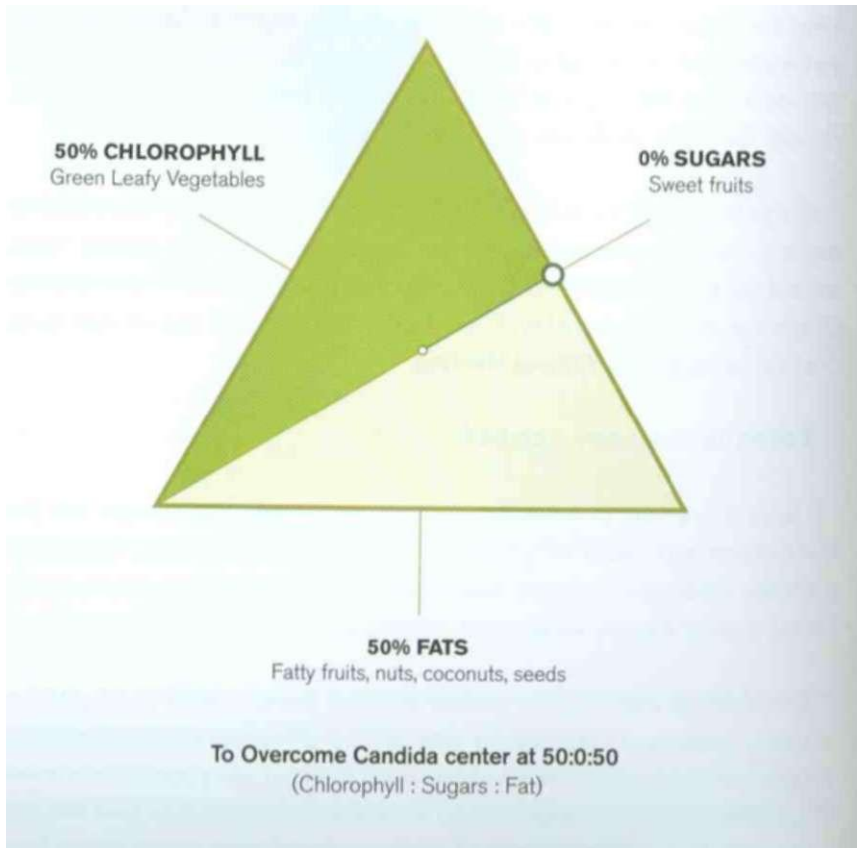 50% CHLOROPHYLL
Green Leafy Vegetables
0% SUGARS
Sweet fruits
50% FATS
Fatty fruits, nuts, coconuts, seeds
To Overcome Candida center at 50:0:50
(Chlorophyll : Sugars : Fat)